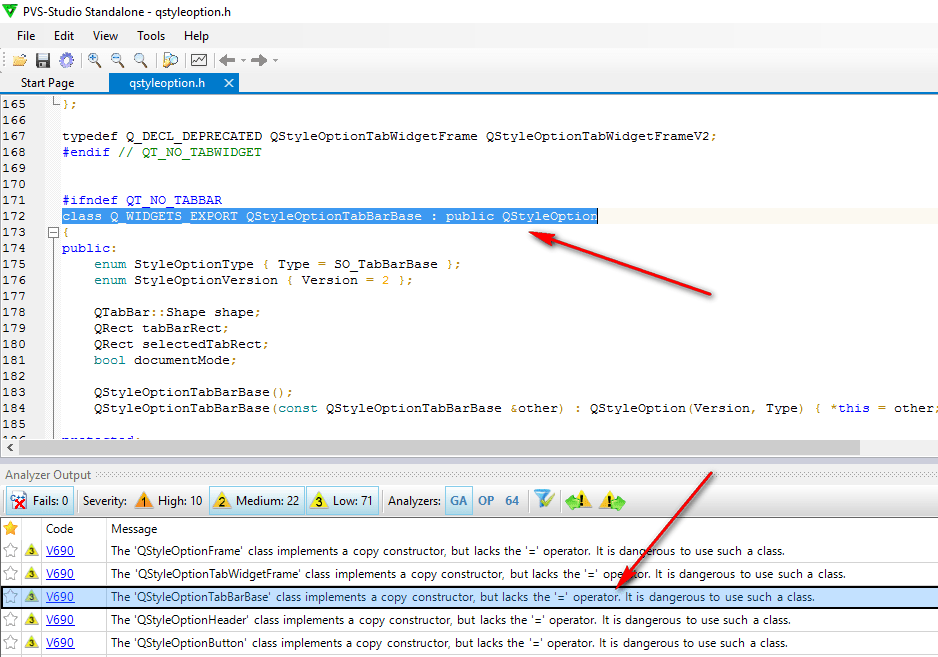 PVS-Studio Standalone - qstyleoption.h
File Edit View Tools Help
Start Page qstyleoption.h
165 };
166
167 typedef Q_DECL_DEPRECATED QStyleOptionTabWidgetFrame QStyleOptionTabWidgetFrameV2;
168 #endif // QT_NO_TABWIDGET
169
170
171 #ifndef QT_NO_TABBAR
172 class Q_WIDGETS_EXPORT QStyleOptionTabBarBase : public QStyleOption
173 {
174 public:
175 enum StyleOptionType { Type = SO_TabBarBase };
176 enum StyleOptionVersion { Version = 2 };
177
178 QTabBar::Shape shape;
179 QRect tabBarRect;
180 QRect selectedTabRect;
181 bool documentMode;
182
183 QStyleOptionTabBarBase();
184 QStyleOptionTabBarBase(const QStyleOptionTabBarBase &other) : QStyleOption(Version, Type) { *this = other;
185
Analyzer Output
Fails: 0 Severity: 1 High: 10 2 Medium: 22 3 Low: 71 Analyzers: GA OP 64
Code Message
3 V690 The 'QStyleOptionFrame' class implements a copy constructor, but lacks the '=' operator. It is dangerous to use such a class.
3 V690 The 'QStyleOptionTabWidgetFrame' class implements a copy constructor, but lacks the '=' operator. It is dangerous to use such a class.
3 V690 The 'QStyleOptionTabBarBase' class implements a copy constructor, but lacks the '=' operator. It is dangerous to use such a class.
3 V690 The 'QStyleOptionHeader' class implements a copy constructor, but lacks the '=' operator. It is dangerous to use such a class.
3 V690 The 'QStyleOptionButton' class implements a copy constructor, but lacks the '=' operator. It is dangerous to use such a class.